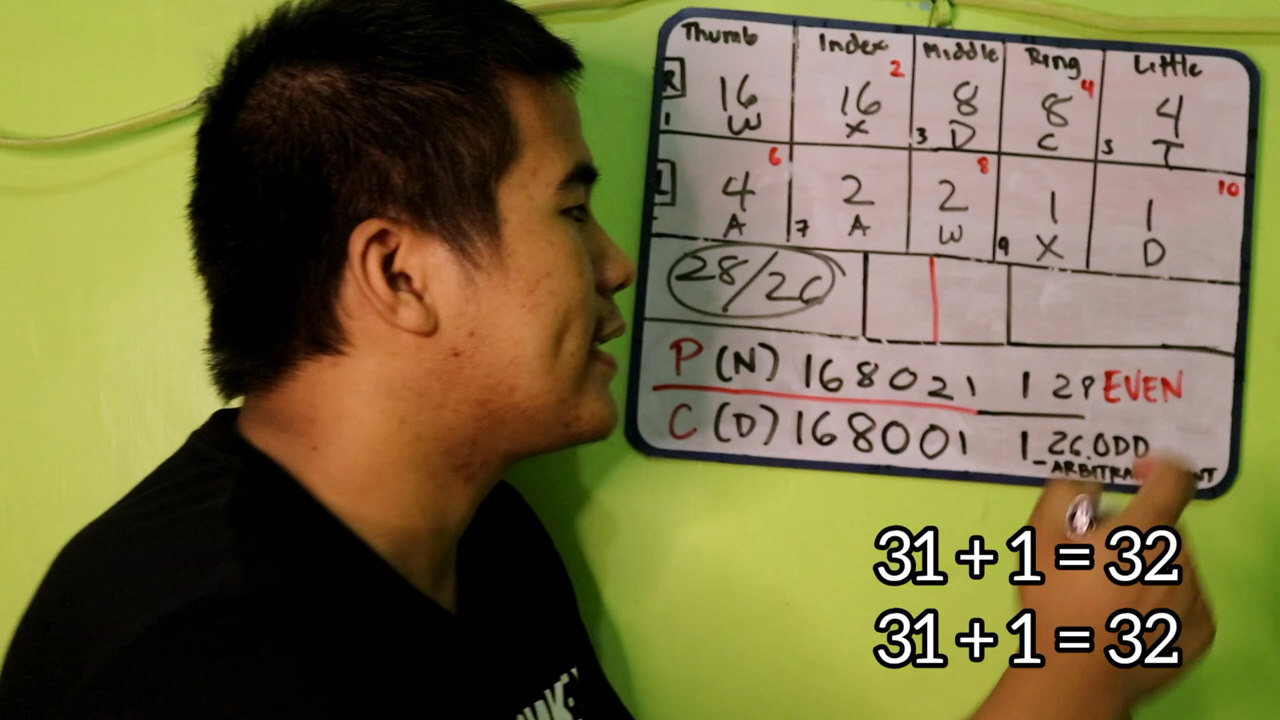 Thumb Index Middle Ring Little
2 4
R 16 16 8 8 4
1 W X 3 D C 5 T
6 8 10
L 4 2 2 1 1
A 7 A W 9 X D
28/26
P (N) 168021 1 29 EVEN
C (D) 168001 1 26.ODD
31 + 1 = 32
31 + 1 = 32